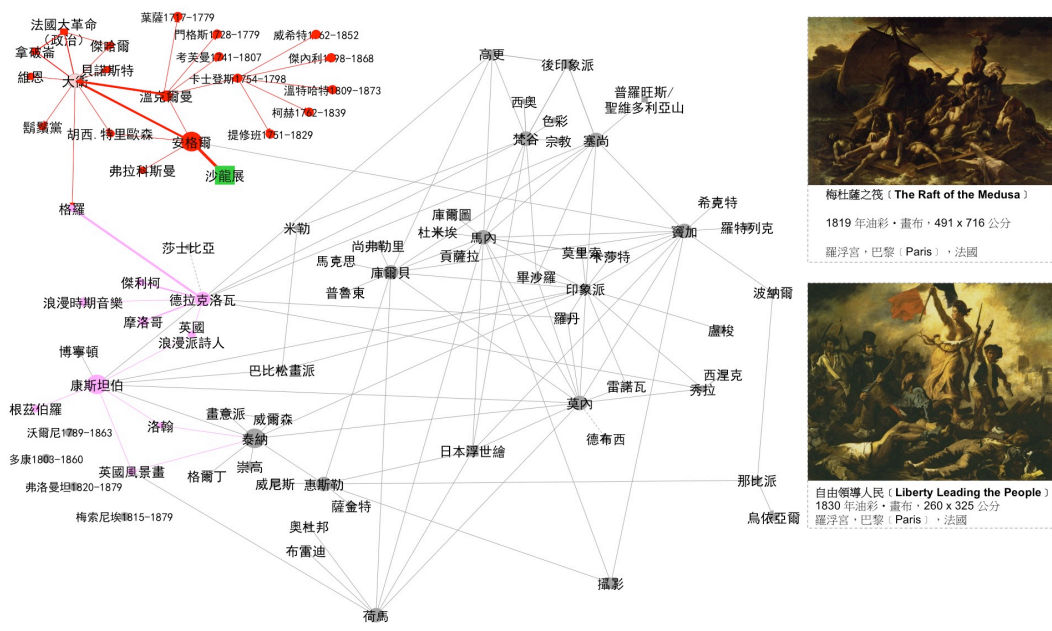 葉薩1717-1779
法國大革命
（政治）
門格斯1728-1779
威希特1762-1852
拿破崙
傑哈爾
考芙曼1741-1807
傑內利1798-1868
高更
後印象派
維恩
貝諾斯特
大衛
卡士登斯1754-1798
溫克爾曼
溫特哈特1809-1873
普羅旺斯/
聖維多利亞山
西奧
色彩
柯赫1762-1839
鬍鬚黨
胡西.特里歐森
提修班1751-1829
安格爾
梵谷
宗教
塞尚
弗拉科斯曼
沙龍展
格羅
米勒
庫爾圖
希克特
莎士比亞
杜米埃
馬內
竇加
羅特列克
尚弗勒里
貢薩拉
莫里索
卡莎特
馬克思
庫爾貝
畢沙羅
傑利柯
印象派
波納爾
浪漫時期音樂
德拉克洛瓦
普魯東
摩洛哥
羅丹
英國
浪漫派詩人
盧梭
博寧頓
巴比松畫派
西涅克
康斯坦伯
雷諾瓦
秀拉
根茲伯羅
畫意派
威爾森
莫內
洛翰
沃爾尼1789-1863
泰納
德布西
日本浮世繪
多康1803-1860
英國風景畫
格爾丁
崇高
弗洛曼坦1820-1879
威尼斯
惠斯勒
那比派
薩金特
梅索尼埃1815-1879
奧杜邦
烏依亞爾
布雷迪
攝影
荷馬
梅杜薩之筏﹝The Raft of the Medusa﹞
1819 年油彩‧畫布，491 x 716 公分
羅浮宮，巴黎﹝Paris﹞，法國
自由領導人民﹝Liberty Leading the People﹞
1830 年油彩‧畫布，260 x 325 公分
羅浮宮，巴黎﹝Paris﹞，法國